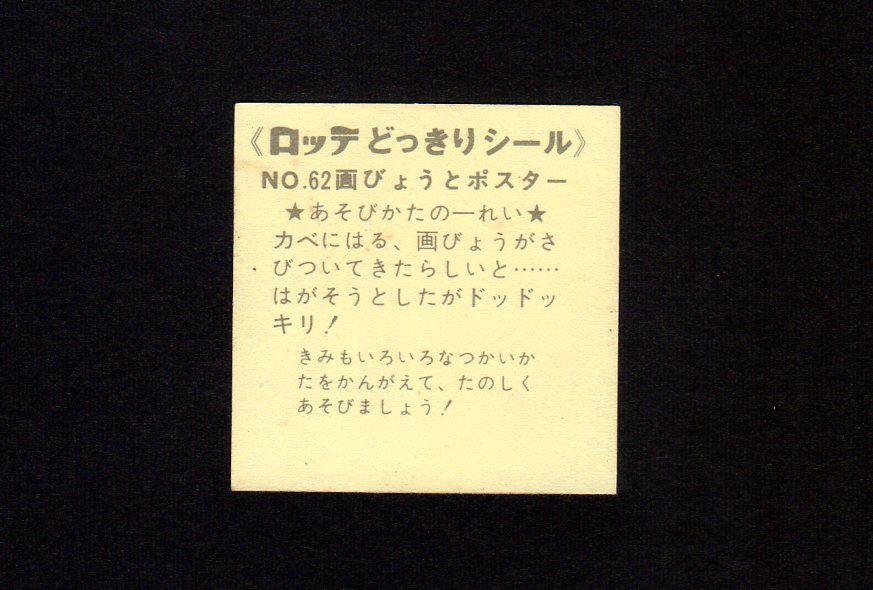 《ロッテどっきりシール》
NO.62画びょうとポスター
★あそびかたの一れい★
カベにはる、画びょうがさ
びついてきたらしいと……
はがそうとしたがドッドッ
キリ！
きみもいろいろなつかいか
たをかんがえて、たのしく
あそびましょう！